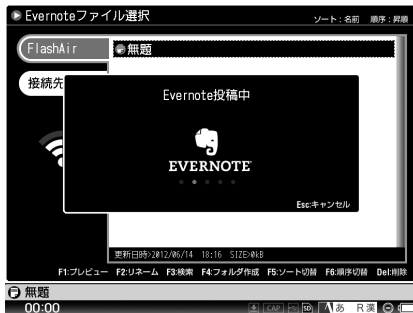 Evernoteファイル選択 ソート:名前 順序:昇順
FlashAir
無題
接続先
Evernote投稿中
EVERNOTE
Esc:キャンセル
更新日時>2012/06/14 18:16 SIZE>0kB
F1:プレビュー F2:リネーム F3:検索 F4:フォルダ作成 F5:ソート切替 F6:順序切替 Del:削除
無題
00:00 CAP SD あ R漢